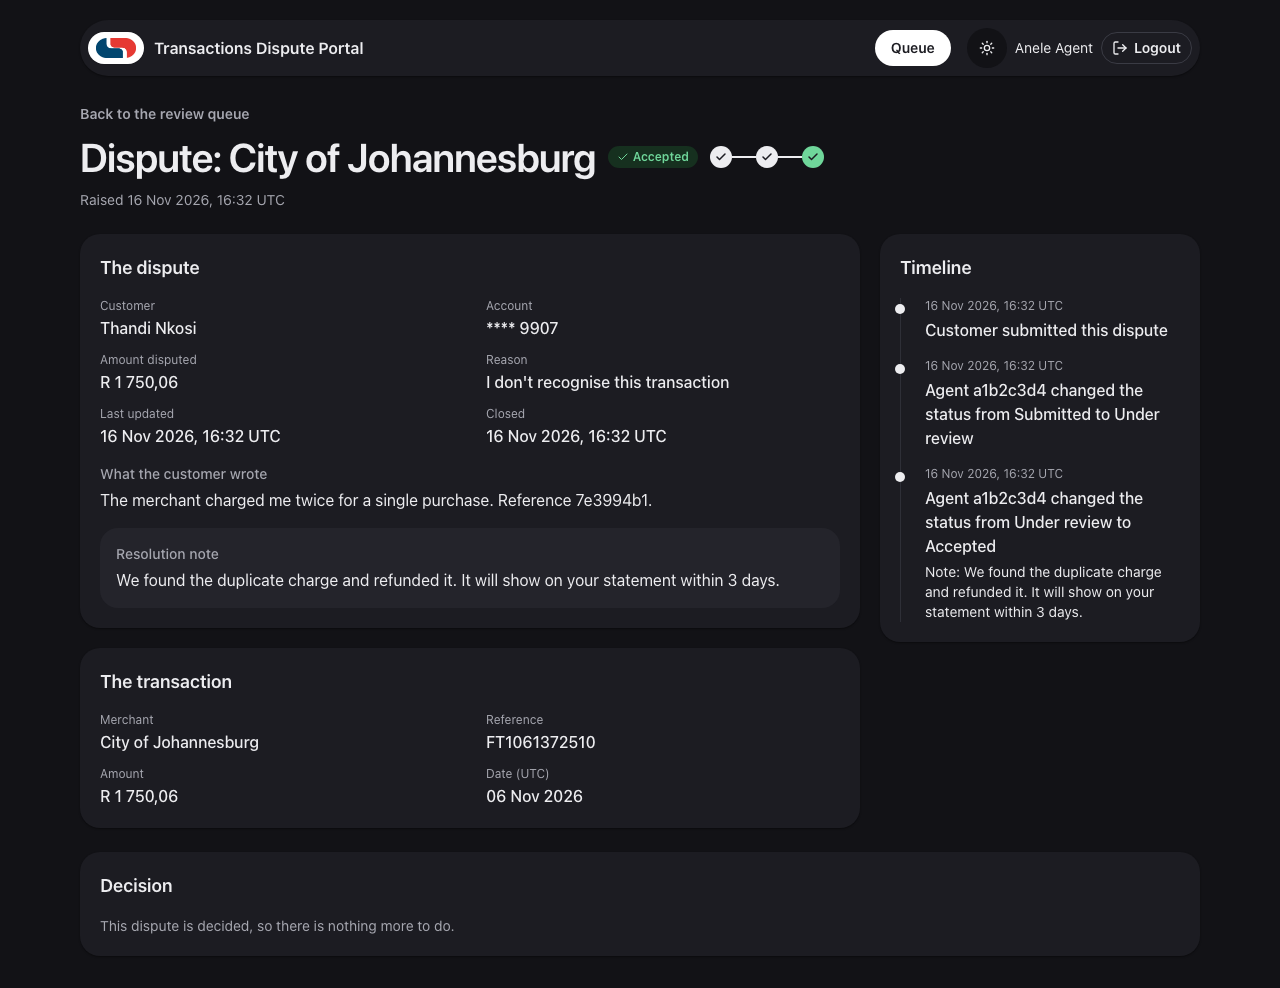 Transactions Dispute Portal
Queue
Anele Agent
Logout
Back to the review queue
Dispute: City of Johannesburg
Accepted
Raised 16 Nov 2026, 16:32 UTC
The dispute
Customer
Thandi Nkosi
Account
**** 9907
Amount disputed
R 1 750,06
Reason
I don't recognise this transaction
Last updated
16 Nov 2026, 16:32 UTC
Closed
16 Nov 2026, 16:32 UTC
What the customer wrote
The merchant charged me twice for a single purchase. Reference 7e3994b1.
Resolution note
We found the duplicate charge and refunded it. It will show on your statement within 3 days.
Timeline
16 Nov 2026, 16:32 UTC
Customer submitted this dispute
16 Nov 2026, 16:32 UTC
Agent a1b2c3d4 changed the
status from Submitted to Under
review
16 Nov 2026, 16:32 UTC
Agent a1b2c3d4 changed the
status from Under review to
Accepted
Note: We found the duplicate charge
and refunded it. It will show on your
statement within 3 days.
The transaction
Merchant
City of Johannesburg
Reference
FT1061372510
Amount
R 1 750,06
Date (UTC)
06 Nov 2026
Decision
This dispute is decided, so there is nothing more to do.